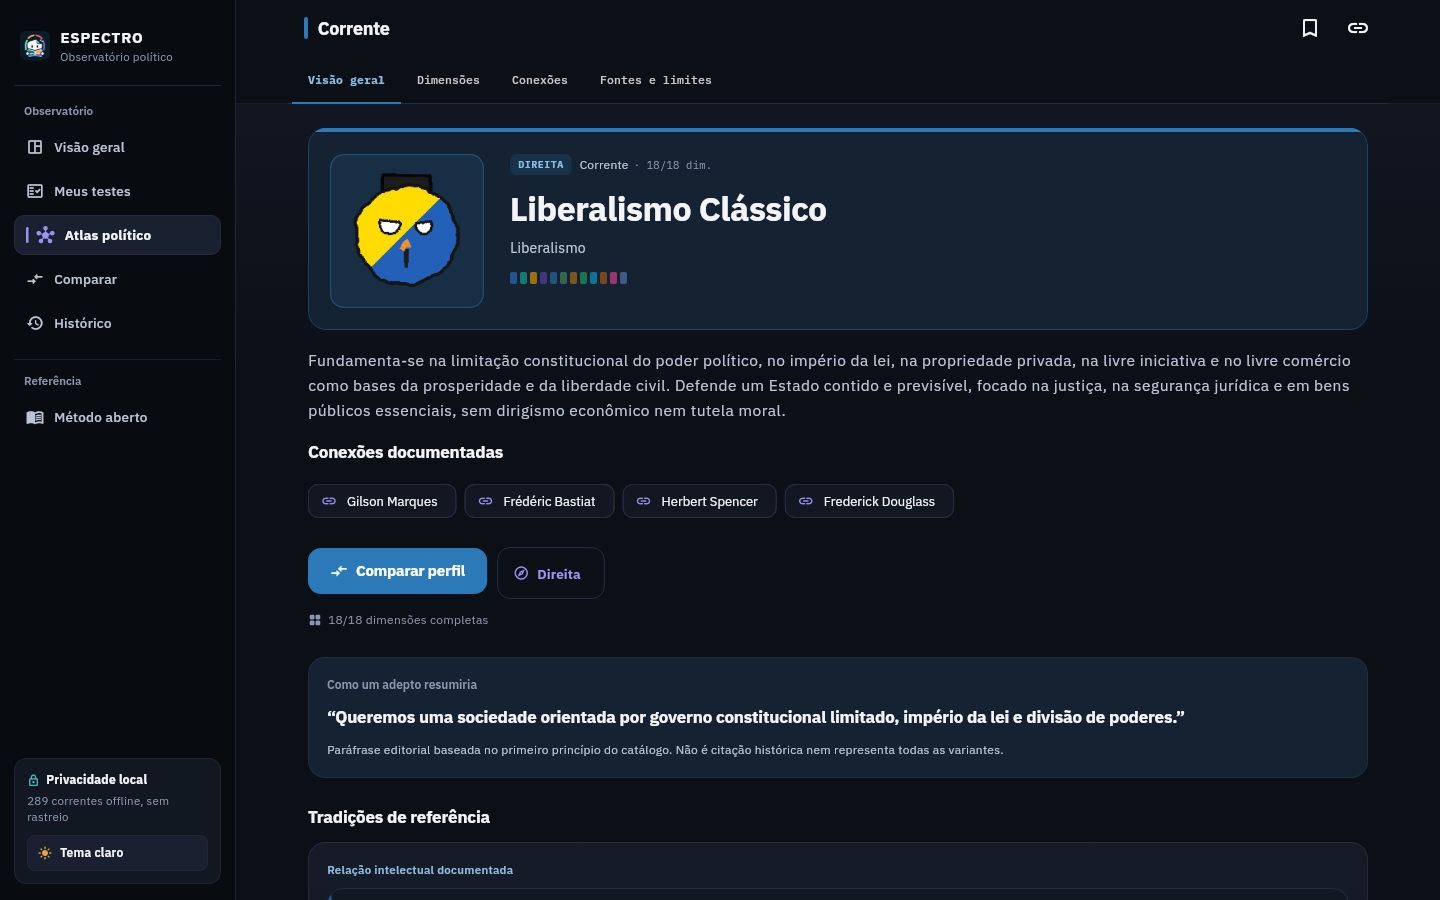 ESPECTRO
Observatório político
Observatório
Visão geral
Meus testes
Atlas político
Comparar
Histórico
Referência
Método aberto
Privacidade local
289 correntes offline, sem
rastreio
Tema claro
Corrente
Visão geral
Dimensões
Conexões
Fontes e limites
DIREITA Corrente · 18/18 dim.
Liberalismo Clássico
Liberalismo
Fundamenta-se na limitação constitucional do poder político, no império da lei, na propriedade privada, na livre iniciativa e no livre comércio
como bases da prosperidade e da liberdade civil. Defende um Estado contido e previsível, focado na justiça, na segurança jurídica e em bens
públicos essenciais, sem dirigismo econômico nem tutela moral.
Conexões documentadas
Gilson Marques
Frédéric Bastiat
Herbert Spencer
Frederick Douglass
Comparar perfil
Direita
18/18 dimensões completas
Como um adepto resumiria
“Queremos uma sociedade orientada por governo constitucional limitado, império da lei e divisão de poderes.”
Paráfrase editorial baseada no primeiro princípio do catálogo. Não é citação histórica nem representa todas as variantes.
Tradições de referência
Relação intelectual documentada